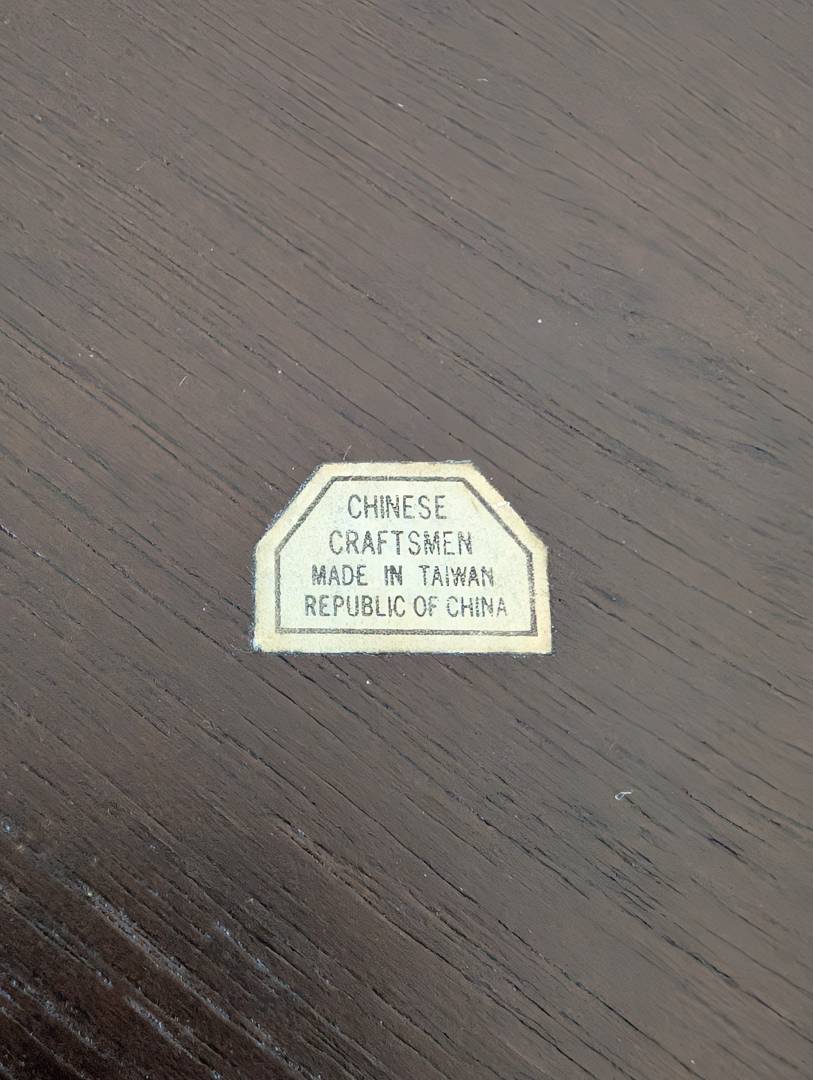 CHINESE
CRAFTSMEN
MADE IN TAIWAN
REPUBLIC OF CHINA